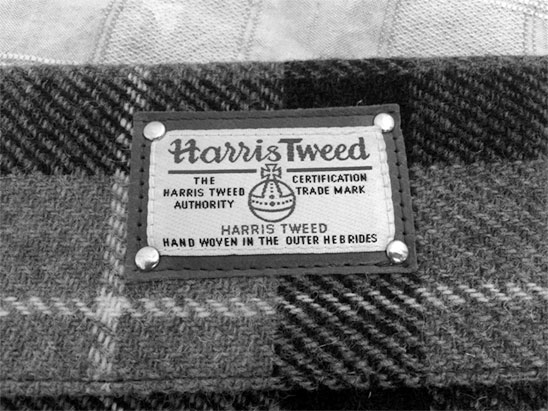 Harris Tweed
THE
HARRIS TWEED
AUTHORITY
CERTIFICATION
TRADE MARK
HARRIS TWEED
HAND WOVEN IN THE OUTER HEBRIDES